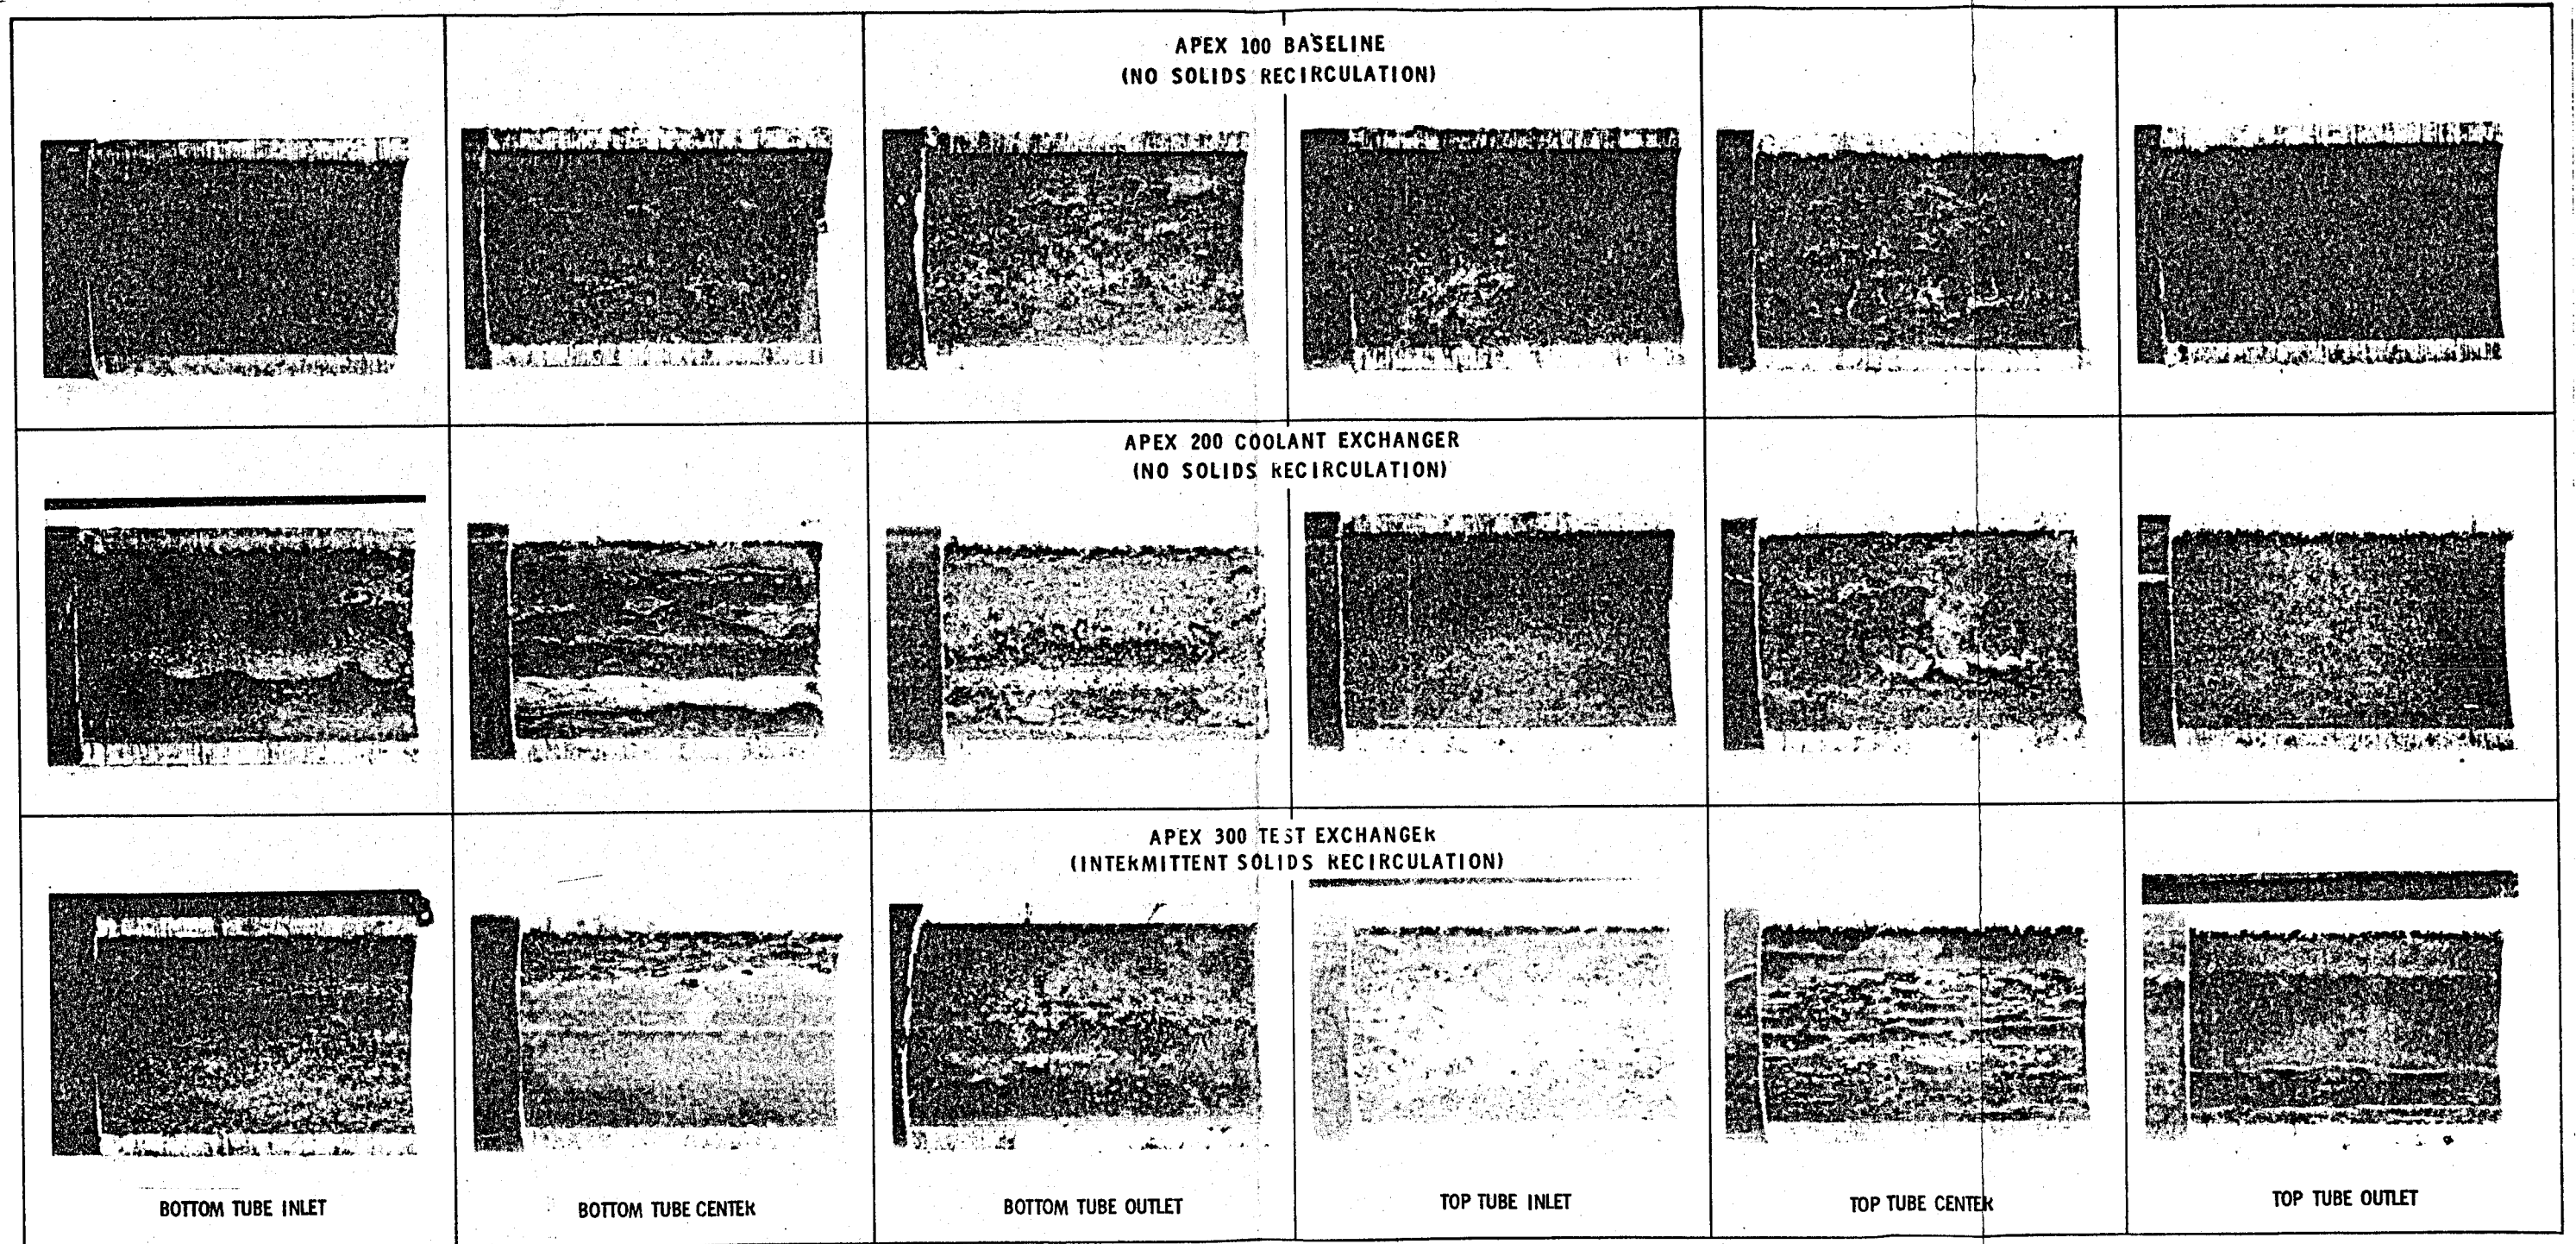 APEX 100 BASELINE
(NO SOLIDS RECIRCULATION)
APEX 200 COOLANT EXCHANGER
(NO SOLIDS RECIRCULATION)
APEX 300 TEST EXCHANGER
(INTERMITTENT SOLIDS RECIRCULATION)
BOTTOM TUBE INLET
BOTTOM TUBE CENTER
BOTTOM TUBE OUTLET
TOP TUBE INLET
TOP TUBE CENTER
TOP TUBE OUTLET